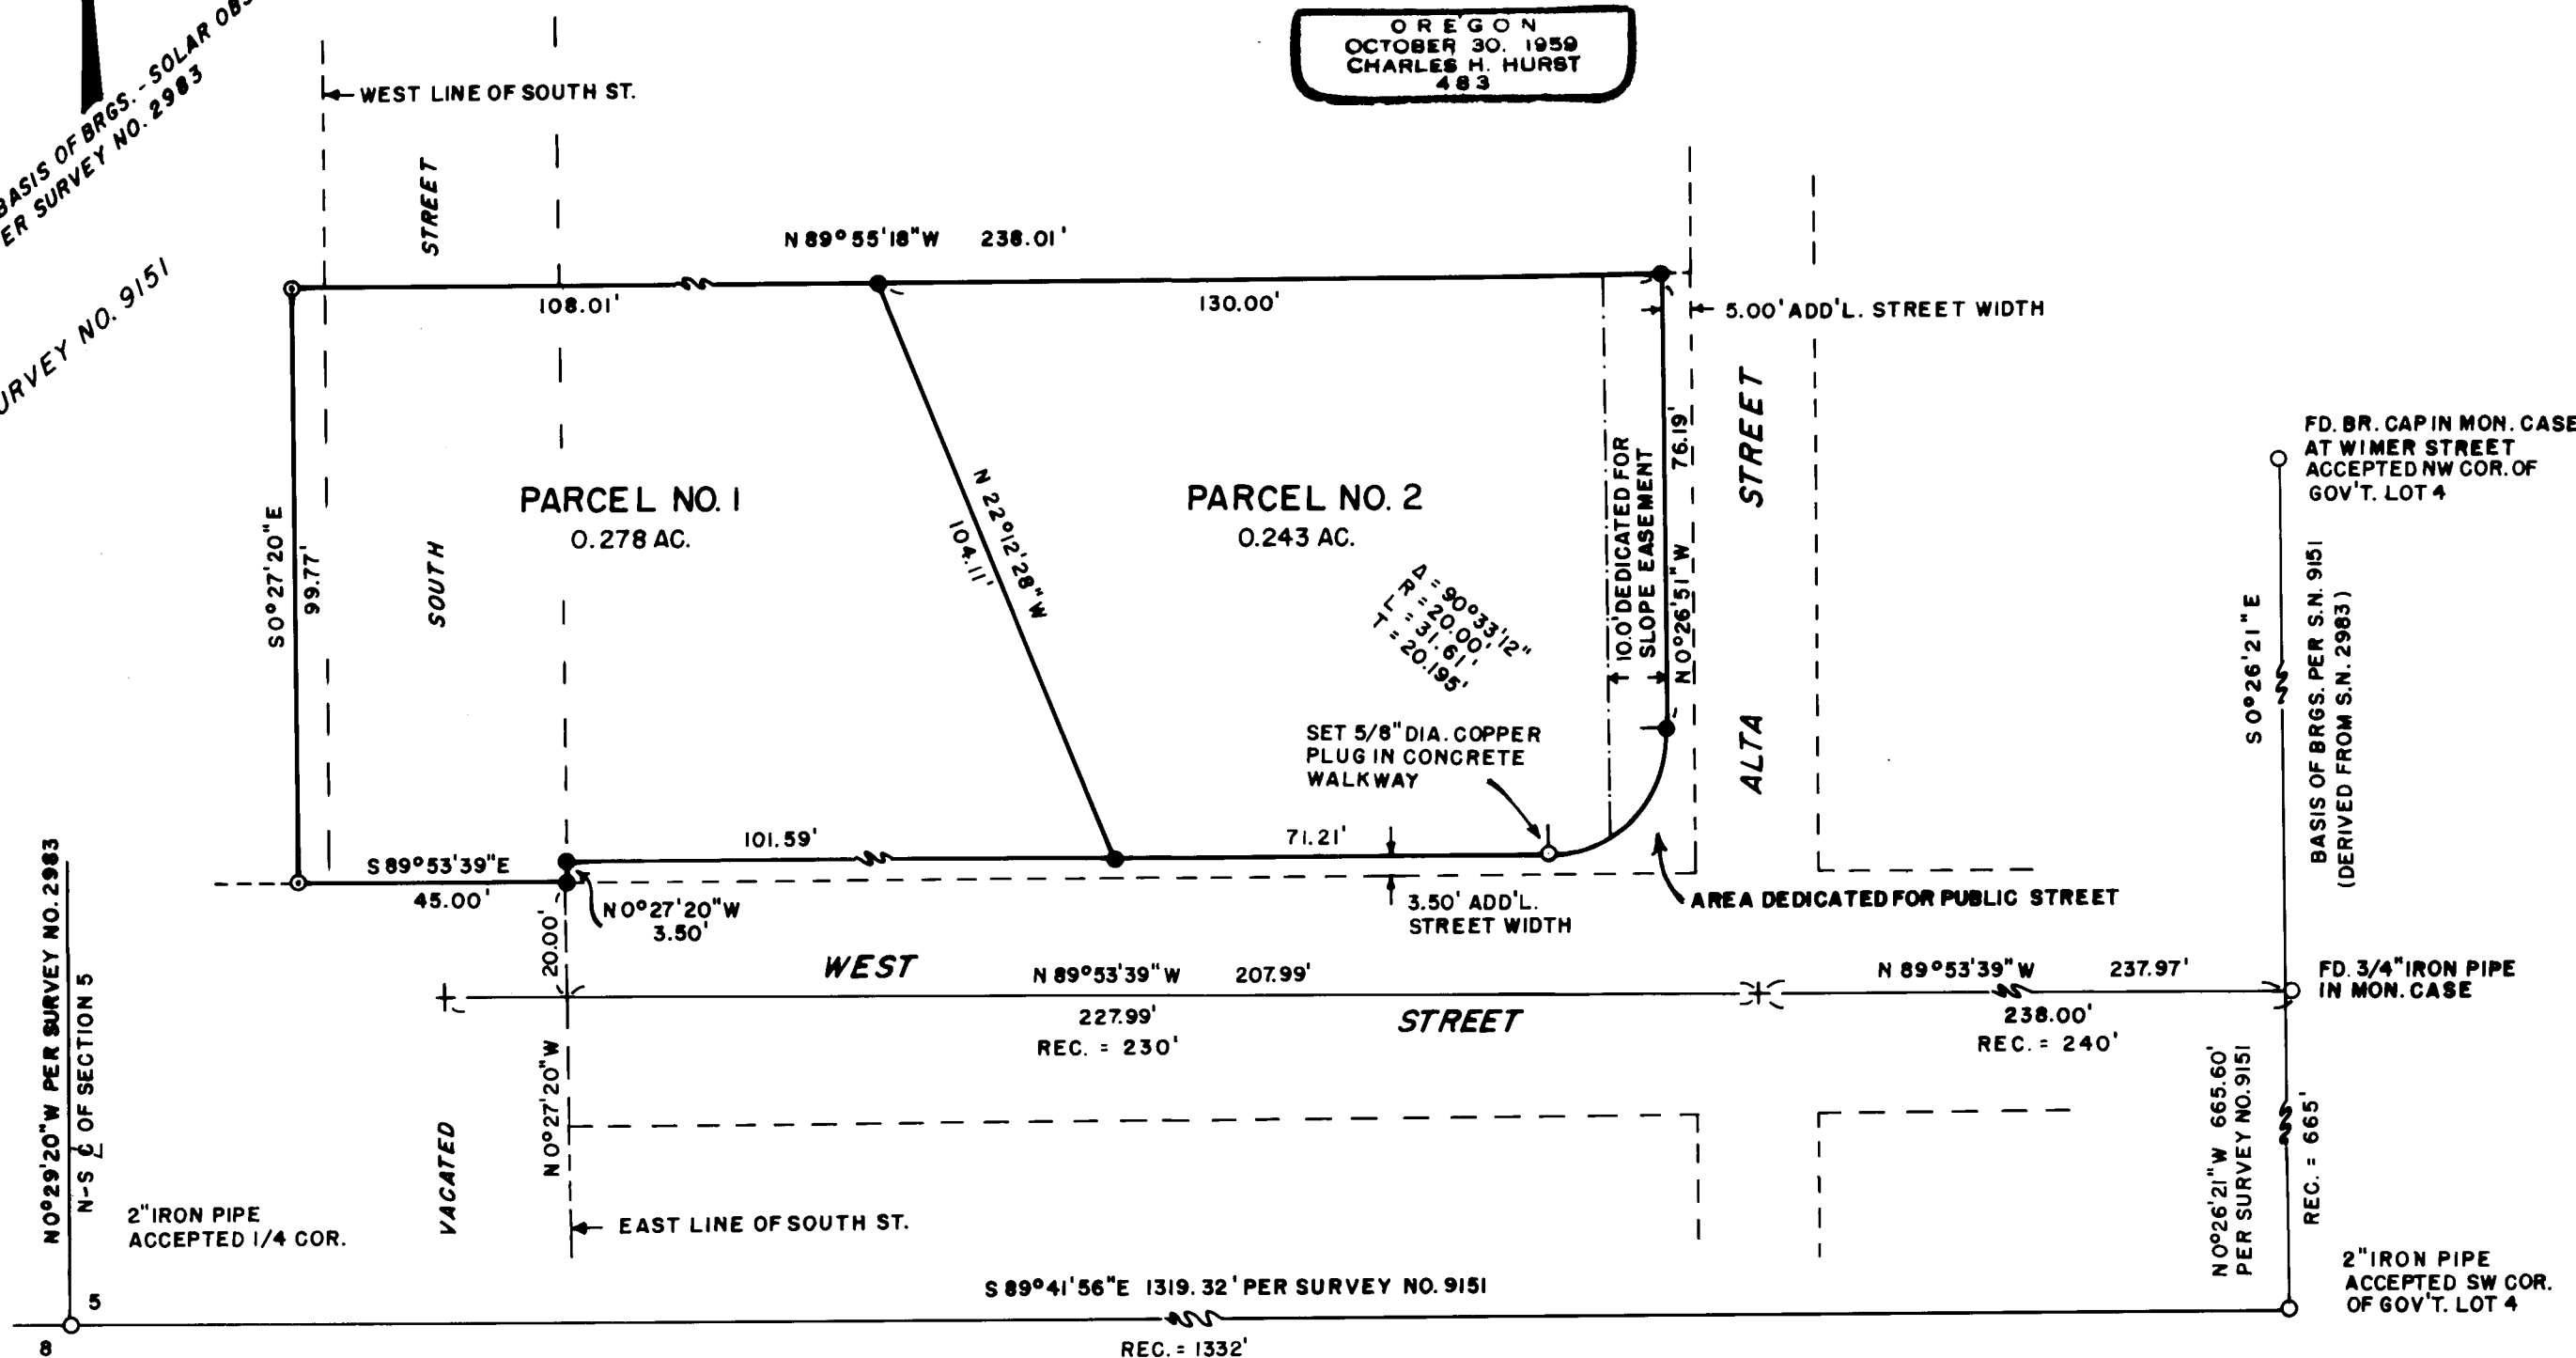 OREGON
OCTOBER 30. 1959
CHARLES H. HURST
483
BASIS OF BRGS. - SOLAR
PER SURVEY NO. 2983
SURVEY NO. 9151
WEST LINE OF SOUTH ST.
STREET
N 89°55'18"W 238.01'
108.01'
130.00'
5.00' ADD'L. STREET WIDTH
S 0°27'20"E
99.77'
SOUTH
PARCEL NO. 1
0.278 AC.
N 22°12'28"W
104.11'
PARCEL NO. 2
0.243 AC.
Δ = 90°33'12"
R = 20.00'
L = 31.61'
T = 20.195'
10.0' DEDICATED FOR
SLOPE EASEMENT
76.19'
N 0°26'51"W
STREET
ALTA
FD. BR. CAP IN MON. CASE
AT WIMER STREET
ACCEPTED NW COR. OF
GOV'T. LOT 4
S 0°26'21"E
BASIS OF BRGS. PER S.N. 9151
(DERIVED FROM S.N. 2983)
SET 5/8" DIA. COPPER
PLUG IN CONCRETE
WALKWAY
101.59'
71.21'
S 89°53'39"E
45.00'
N 0°27'20"W
3.50'
20.00'
3.50' ADD'L.
STREET WIDTH
AREA DEDICATED FOR PUBLIC STREET
WEST
N 89°53'39"W 207.99'
227.99'
REC. = 230'
STREET
N 89°53'39"W 237.97'
238.00'
REC. = 240'
FD. 3/4" IRON PIPE
IN MON. CASE
N 0°29'20"W PER SURVEY NO. 2983
N-S C OF SECTION 5
2" IRON PIPE
ACCEPTED 1/4 COR.
VACATED
N 0°27'20"W
EAST LINE OF SOUTH ST.
N 0°26'21"W 665.60'
PER SURVEY NO. 9151
REC. = 665'
2" IRON PIPE
ACCEPTED SW COR.
OF GOV'T. LOT 4
S 89°41'56"E 1319.32' PER SURVEY NO. 9151
REC. = 1332'
5
8